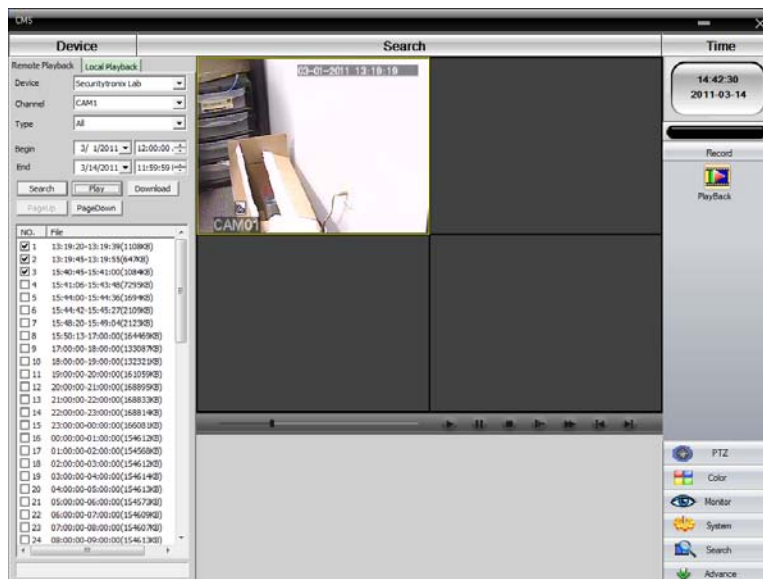 CMS
Device
Search
Time
Remote Playback
Local Playback
Device
Securitytronix Lab
Channel
CAM1
Type
All
Begin
3/ 1/2011
12:00:00
End
3/14/2011
11:59:59
Search
Play
Download
PageUp
PageDown
NO. File
1 13:19:20-13:19:39(1108KB)
2 13:19:45-13:19:55(647KB)
3 15:40:45-15:41:00(1084KB)
4 15:41:06-15:43:48(7295KB)
5 15:44:00-15:44:36(1694KB)
6 15:44:42-15:45:27(2109KB)
7 15:48:20-15:49:04(2123KB)
8 15:50:13-17:00:00(164469KB)
9 17:00:00-18:00:00(133087KB)
10 18:00:00-19:00:00(132321KB)
11 19:00:00-20:00:00(161059KB)
12 20:00:00-21:00:00(168895KB)
13 21:00:00-22:00:00(168833KB)
14 22:00:00-23:00:00(168814KB)
15 23:00:00-00:00:00(166081KB)
16 00:00:00-01:00:00(154612KB)
17 01:00:00-02:00:00(154568KB)
18 02:00:00-03:00:00(154612KB)
19 03:00:00-04:00:00(154614KB)
20 04:00:00-05:00:00(154613KB)
21 05:00:00-06:00:00(154573KB)
22 06:00:00-07:00:00(154609KB)
23 07:00:00-08:00:00(154607KB)
24 08:00:00-09:00:00(154613KB)
03-01-2011 13:19:19
CAM01
14:42:30
2011-03-14
Record
PlayBack
PTZ
Color
Monitor
System
Search
Advance